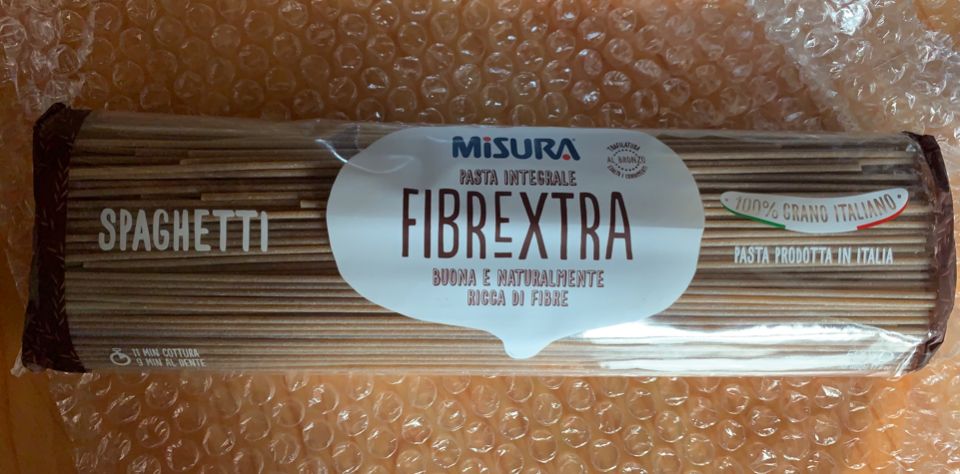 MiSURA
PASTA INTEGRALE
FIBREXTRA
BUONA E NATURALMENTE
RICCA DI FIBRE
TRAFILATURA
AL BRONZO
SPAGHETTI
11 MIN COTTURA
9 MIN AL DENTE
100% GRANO ITALIANO
PASTA PRODOTTA IN ITALIA